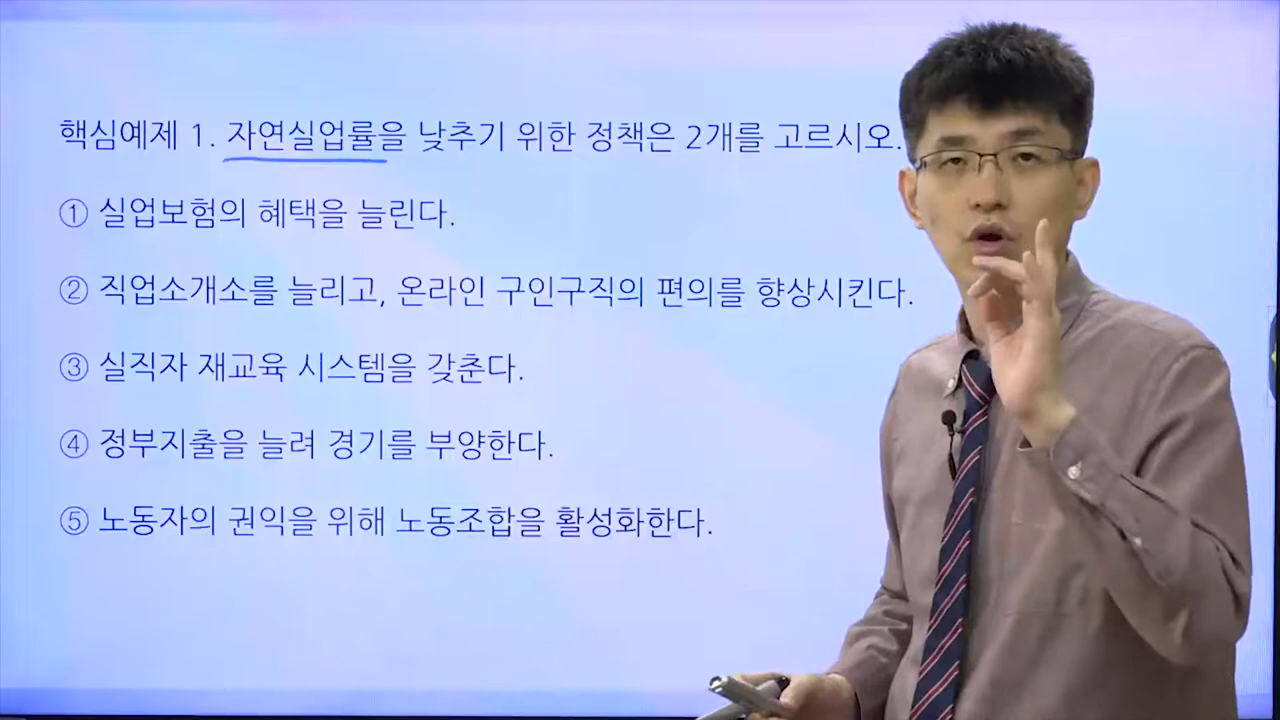 핵심예제 1. 자연실업률을 낮추기 위한 정책은 2개를 고르시오.
① 실업보험의 혜택을 늘린다.
② 직업소개소를 늘리고, 온라인 구인구직의 편의를 향상시킨다.
③ 실직자 재교육 시스템을 갖춘다.
④ 정부지출을 늘려 경기를 부양한다.
⑤ 노동자의 권익을 위해 노동조합을 활성화한다.